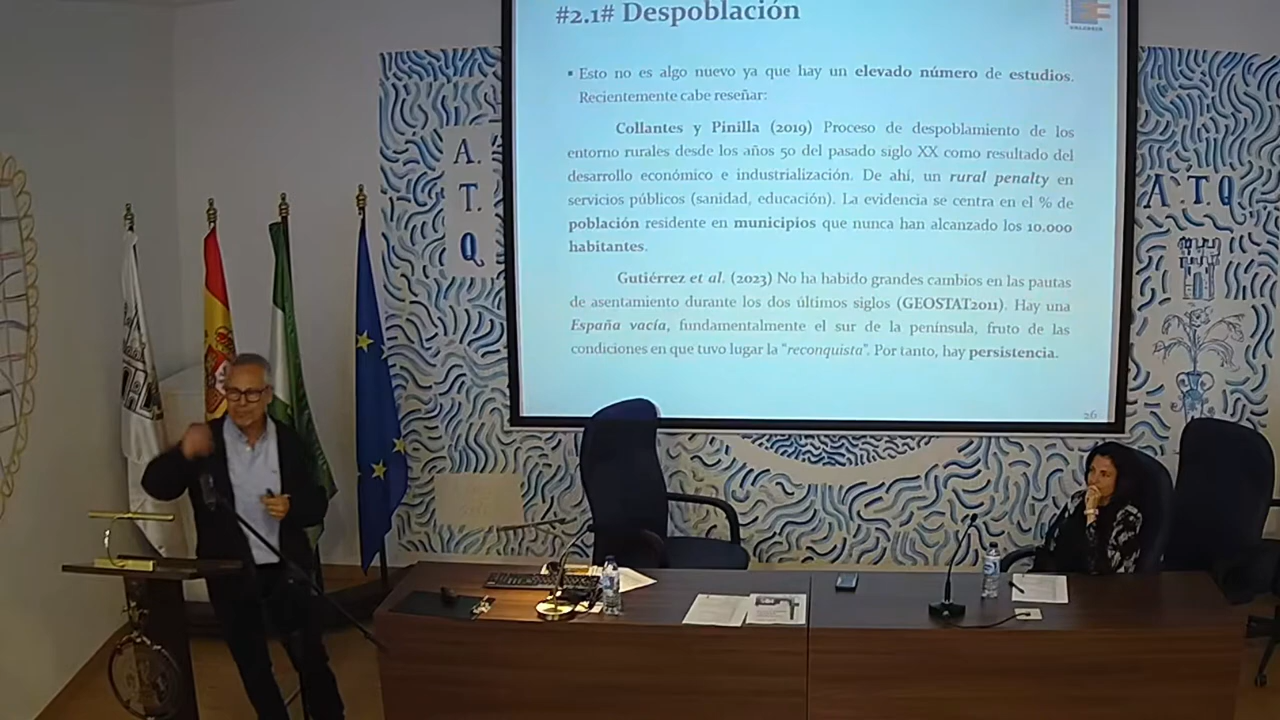 #2.1# Despoblación
▪ Esto no es algo nuevo ya que hay un elevado número de estudios.
Recientemente cabe reseñar:
Collantes y Pinilla (2019) Proceso de despoblamiento de los
entorno rurales desde los años 50 del pasado siglo XX como resultado del
desarrollo económico e industrialización. De ahí, un rural penalty en
servicios públicos (sanidad, educación). La evidencia se centra en el % de
población residente en municipios que nunca han alcanzado los 10.000
habitantes.
Gutiérrez et al. (2023) No ha habido grandes cambios en las pautas
de asentamiento durante los dos últimos siglos (GEOSTAT2011). Hay una
España vacía, fundamentalmente el sur de la península, fruto de las
condiciones en que tuvo lugar la "reconquista". Por tanto, hay persistencia.
26
A.
T.
Q
A.T.Q